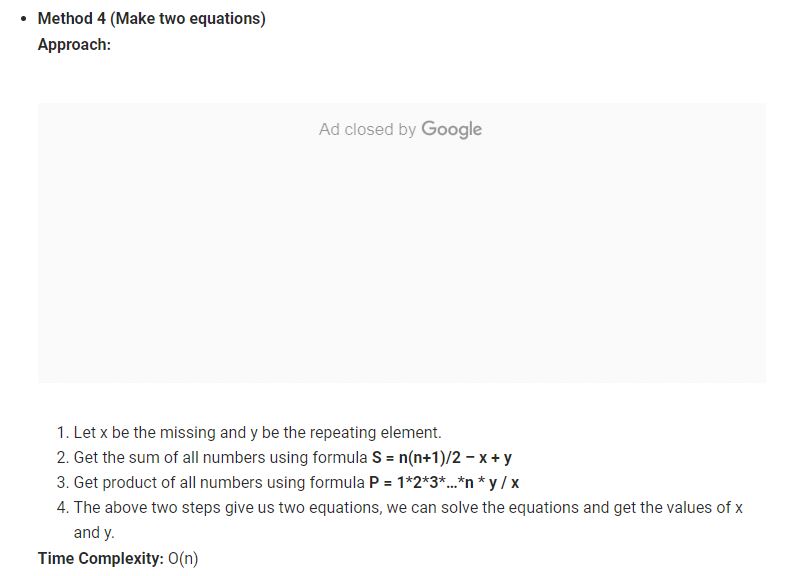 • Method 4 (Make two equations)
Approach:
Ad closed by Google
1. Let x be the missing and y be the repeating element.
2. Get the sum of all numbers using formula S = n(n+1)/2 – x + y
3. Get product of all numbers using formula P = 1*2*3*…*n * y / x
4. The above two steps give us two equations, we can solve the equations and get the values of x
and y.
Time Complexity: O(n)